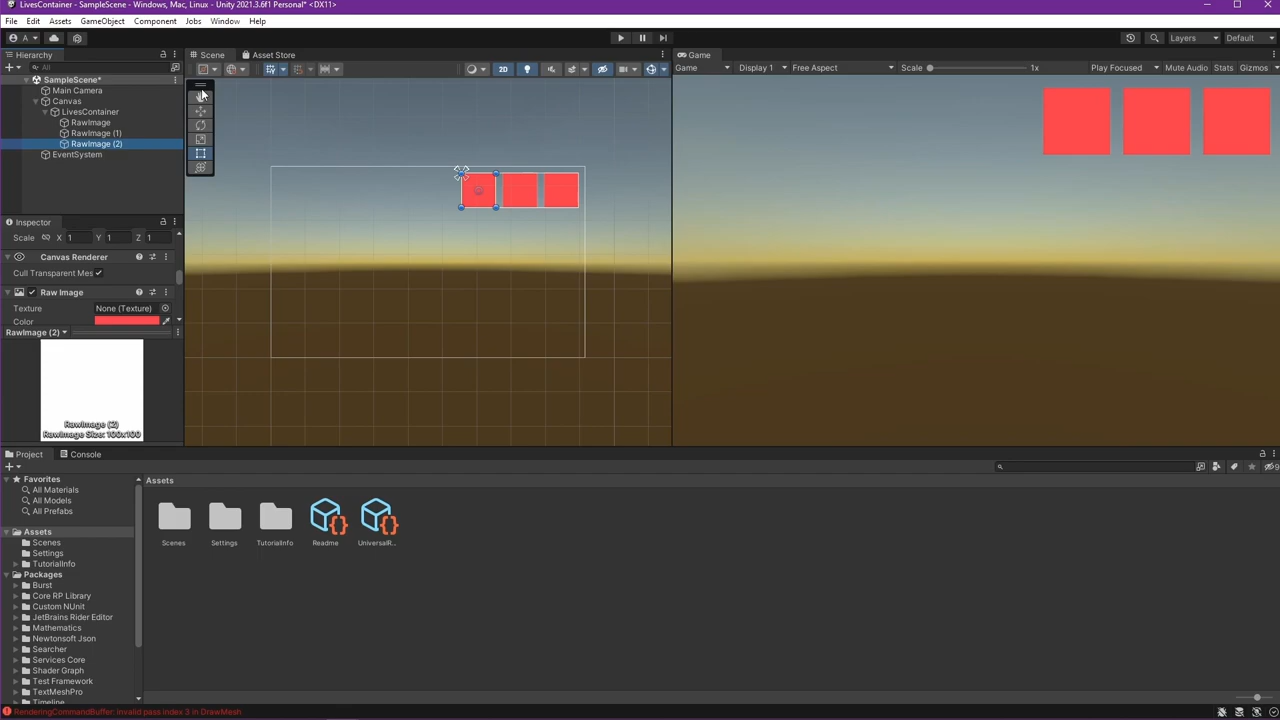 LivesContainer - SampleScene - Windows, Mac, Linux - Unity 2021.3.6f1 Personal* <DX11>
File Edit Assets GameObject Component Jobs Window Help
A Layers Default
Hierarchy
All
SampleScene*
Main Camera
Canvas
LivesContainer
RawImage
RawImage (1)
RawImage (2)
EventSystem
Scene Asset Store
2D
Game
Game Display 1 Free Aspect Scale 1x Play Focused Mute Audio Stats Gizmos
Inspector
Scale X 1 Y 1 Z 1
Canvas Renderer
Cull Transparent Mes
Raw Image
Texture None (Texture)
Color
RawImage (2)
RawImage (2)
RawImage Size: 100x100
Project Console
Favorites
All Materials
All Models
All Prefabs
Assets
Scenes
Settings
TutorialInfo
Packages
Burst
Core RP Library
Custom NUnit
JetBrains Rider Editor
Mathematics
Newtonsoft Json
Searcher
Services Core
Shader Graph
Test Framework
TextMeshPro
Timeline
Assets
Scenes Settings TutorialInfo Readme UniversalR...
9
RenderingCommandBuffer: invalid pass index 3 in DrawMesh